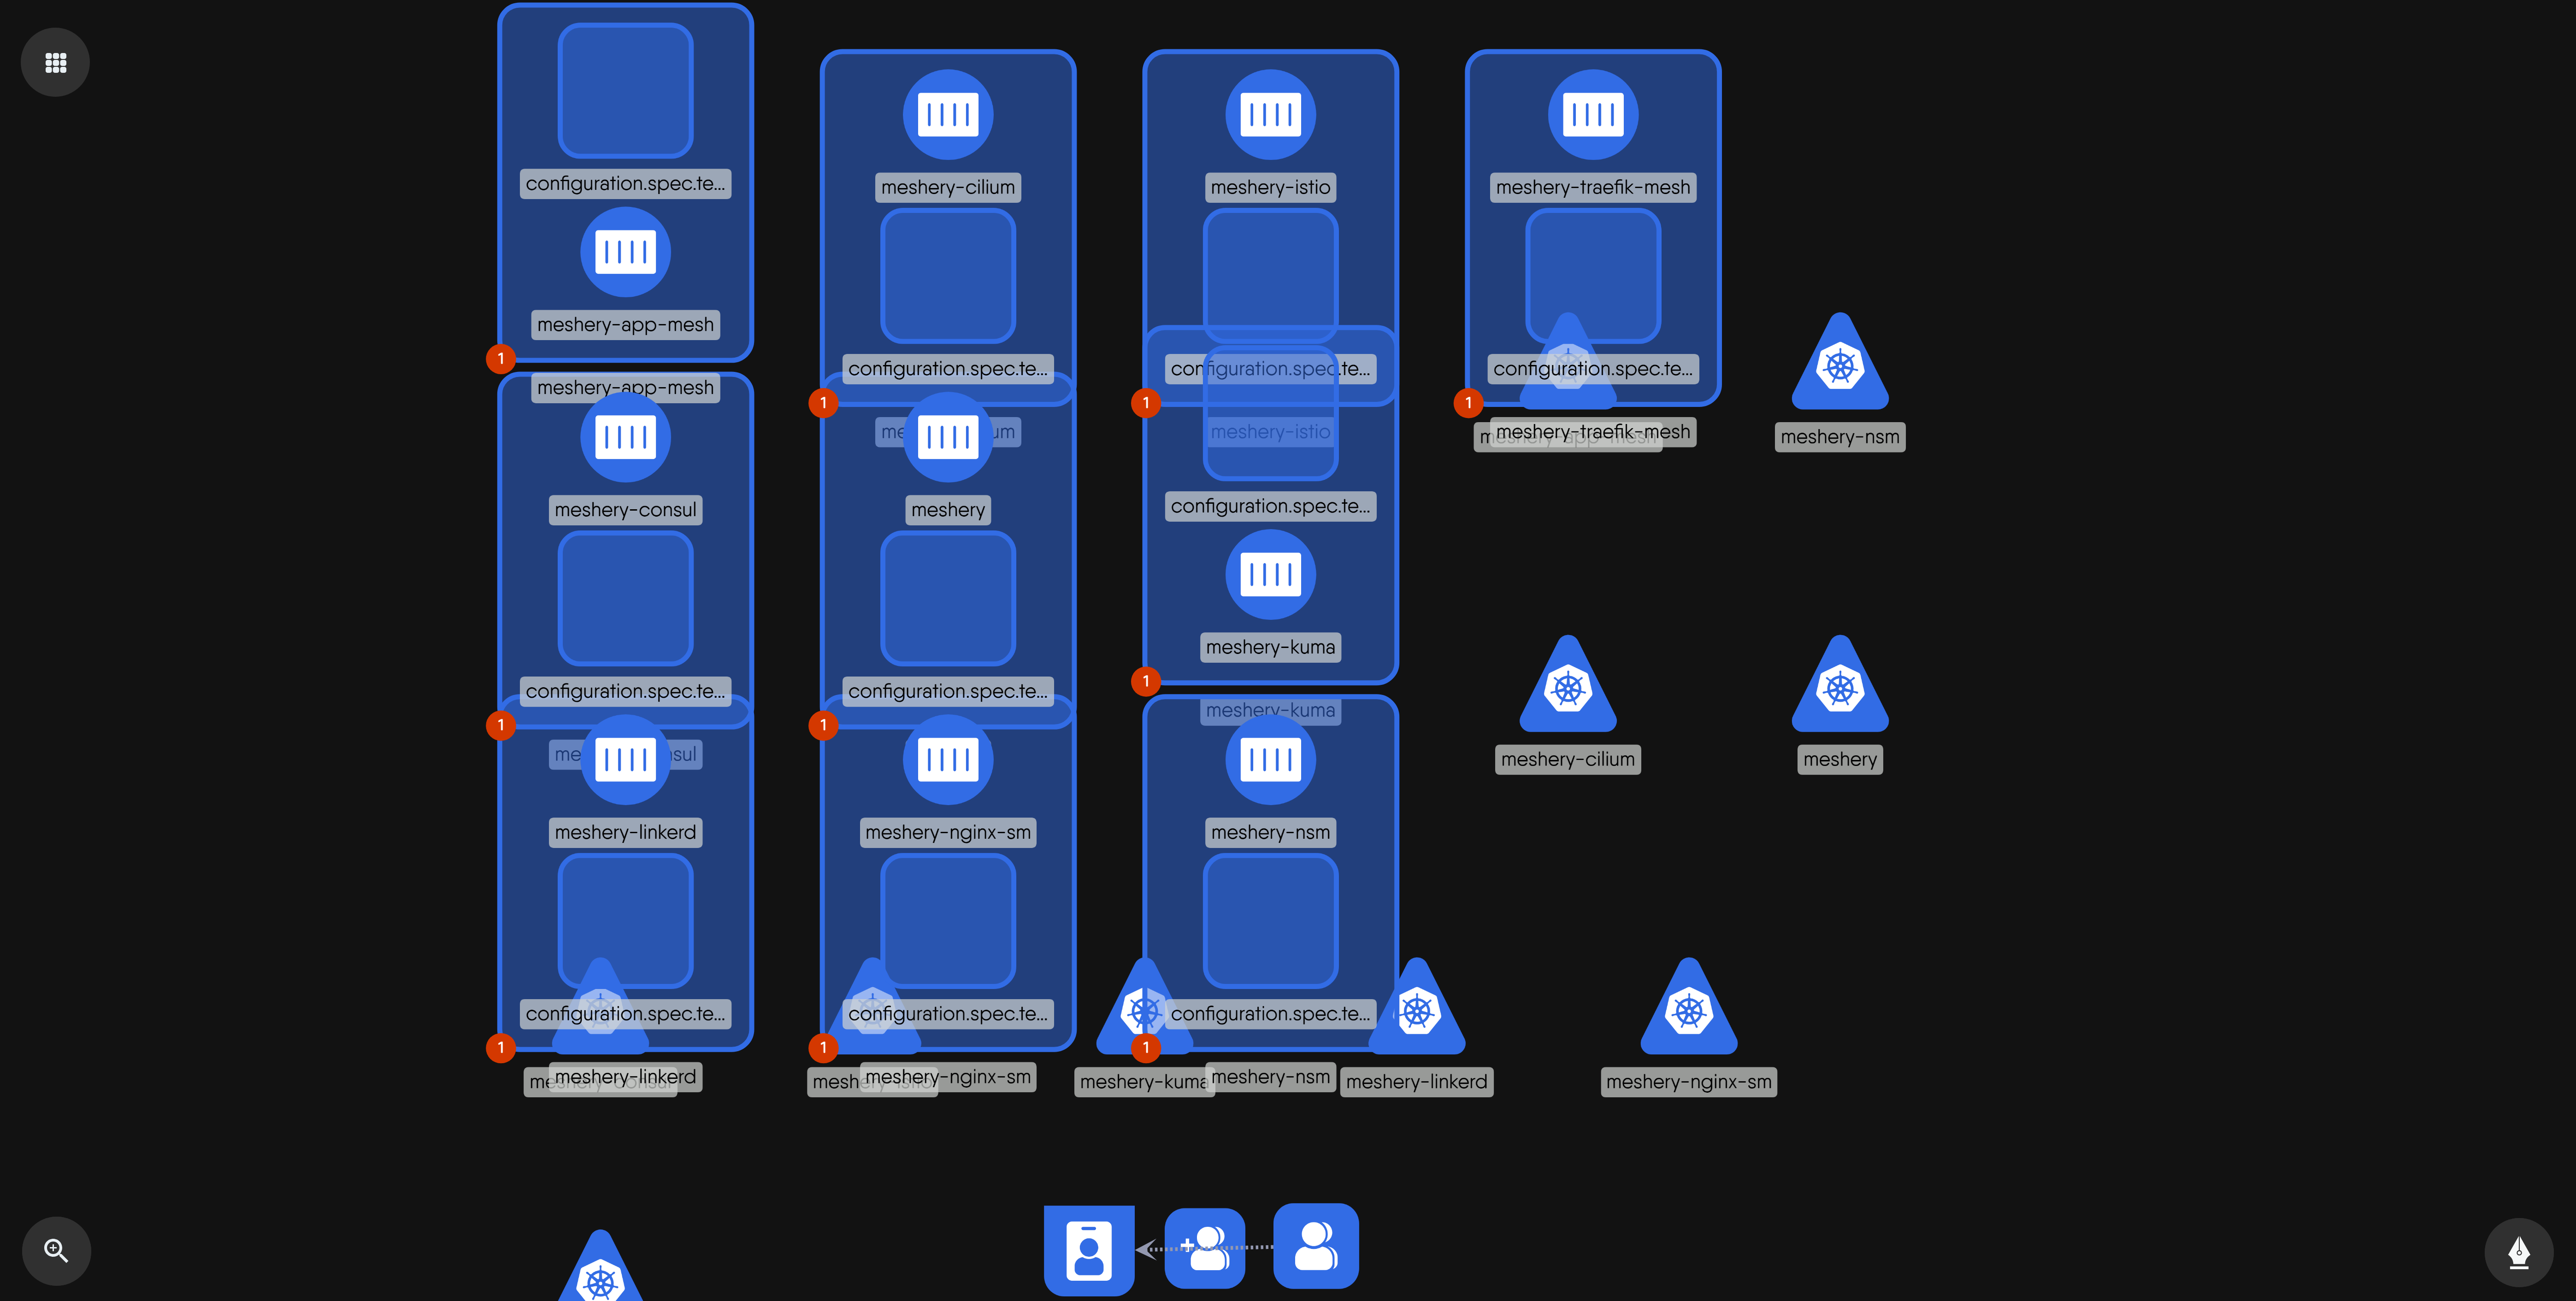 configuration.spec.te...
meshery-app-mesh
1
meshery-app-mesh
meshery-cilium
configuration.spec.te...
1
meshery-istio
configuration.spec.te...
1
meshery-istio
meshery-traefik-mesh
configuration.spec.te...
1
meshery-traefik-mesh
meshery-nsm
meshery-consul
configuration.spec.te...
1
meshery
configuration.spec.te...
1
configuration.spec.te...
meshery-kuma
1
meshery-kuma
meshery-cilium
meshery
meshery-linkerd
configuration.spec.te...
1
meshery-linkerd
meshery-nginx-sm
configuration.spec.te...
1
meshery-nginx-sm
meshery-nsm
configuration.spec.te...
1
meshery-kuma
meshery-nsm
meshery-linkerd
meshery-nginx-sm